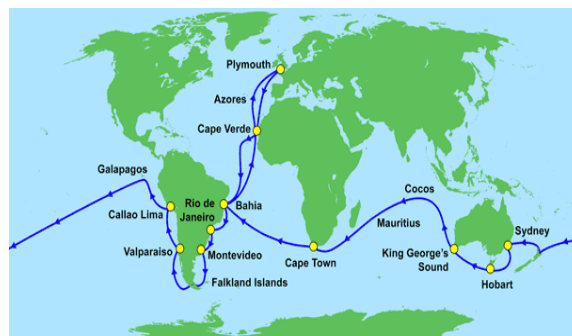 Plymouth
Azores
Cape Verde
Galapagos
Rio de
Janeiro
Bahia
Callao Lima
Cocos
Mauritius
Sydney
Valparaiso
Montevideo
Cape Town
King George's
Sound
Hobart
Falkland Islands